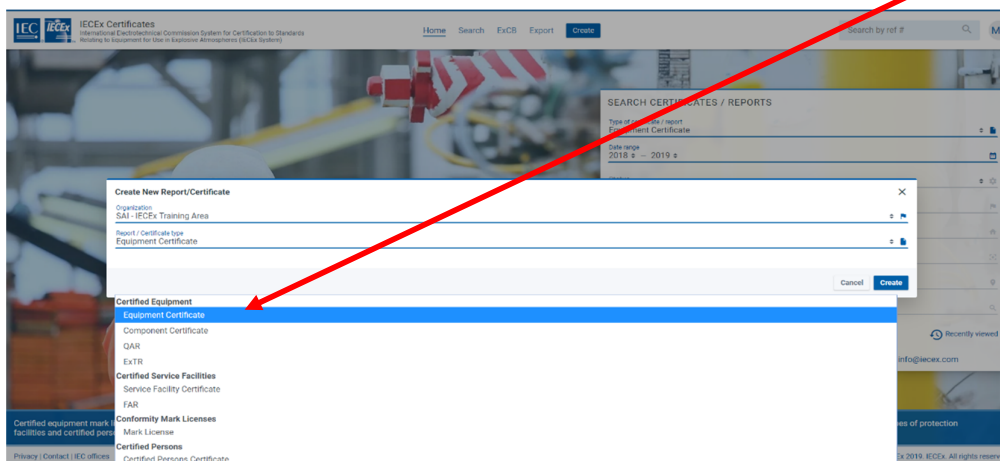 IEC IECEx
IECEx Certificates
International Electrotechnical Commission System for Certification to Standards
Relating to Equipment for Use in Explosive Atmospheres (IECEx System)
Home Search ExCB Export Create
Search by ref # M
SEARCH CERTIFICATES / REPORTS
Type of certificate / report
Equipment Certificate
Date range
2018 – 2019
Create New Report/Certificate
Organization
SAI - IECEx Training Area
Report / Certificate type
Equipment Certificate
Cancel Create
Certified Equipment
Equipment Certificate
Component Certificate
QAR
ExTR
Certified Service Facilities
Service Facility Certificate
FAR
Conformity Mark Licenses
Mark License
Certified Persons
Certified Persons Certificate
Recently viewed
info@iecex.com
Certified equipment mark
facilities and certified
of protection
Privacy | Contact | IEC offices
2019. IECEx. All rights